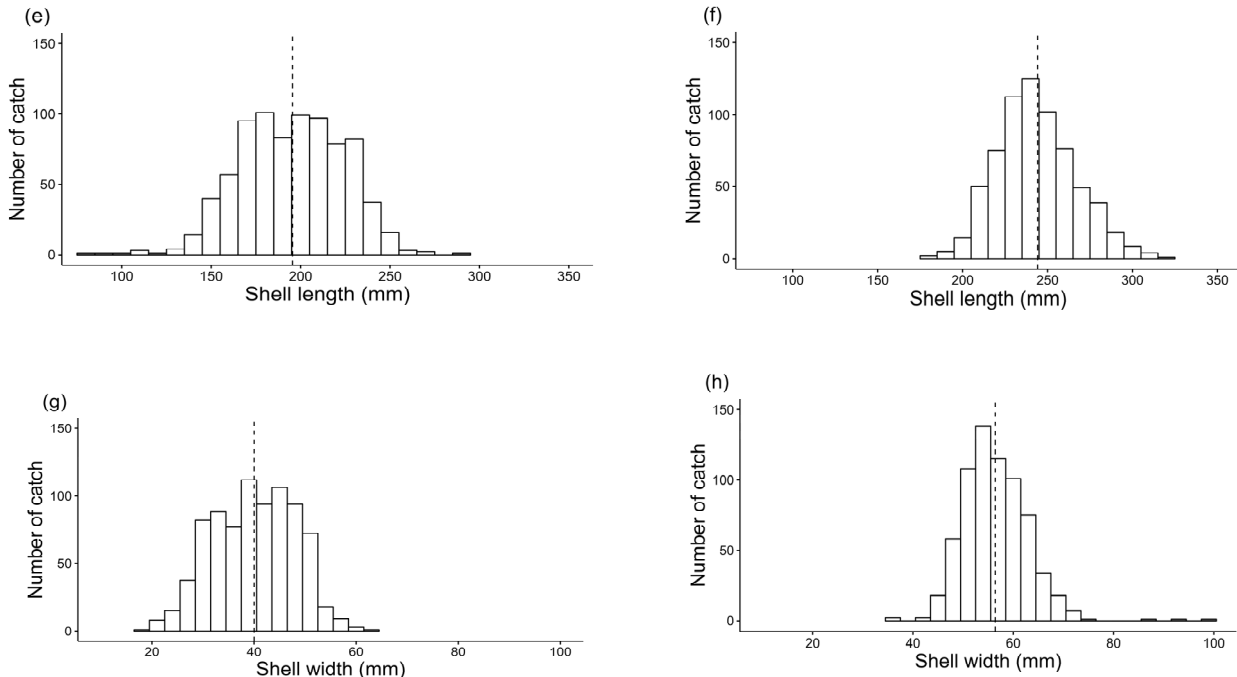 (e)
150
100
50
0
Number of catch
100 150 200 250 300 350
Shell length (mm)
(f)
150
100
50
0
Number of catch
100 150 200 250 300 350
Shell length (mm)
(g)
150
100
50
0
Number of catch
20 40 60 80 100
Shell width (mm)
(h)
150
100
50
0
Number of catch
20 40 60 80 100
Shell width (mm)